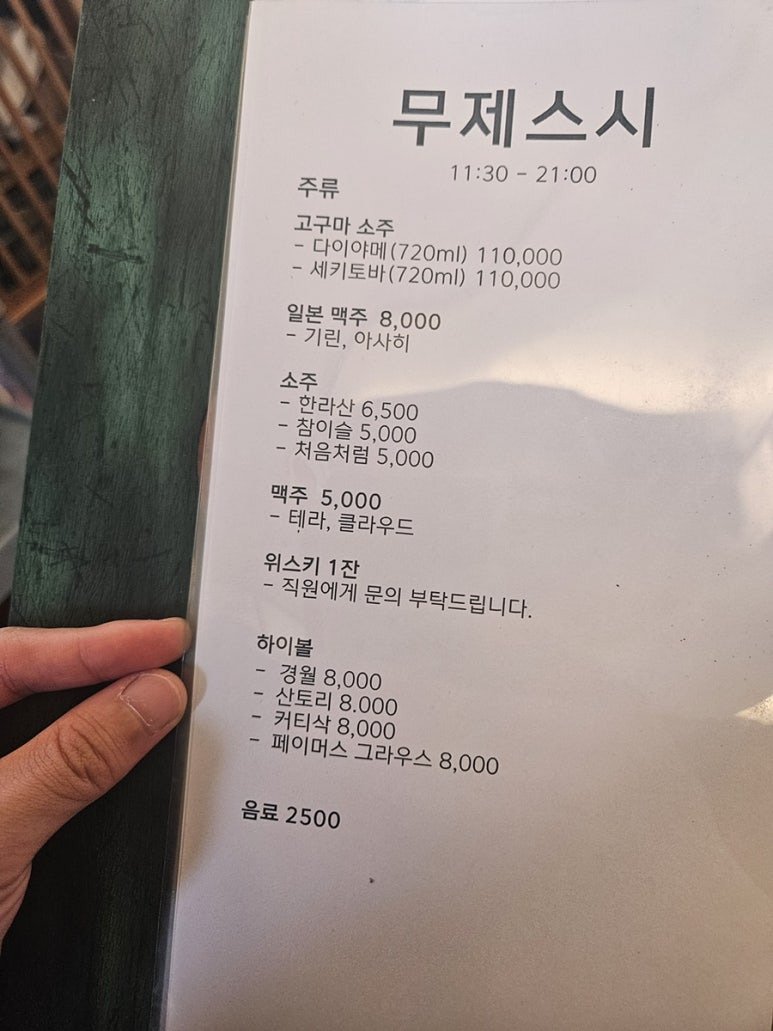 무제스시
11:30 - 21:00
주류
고구마 소주
- 다이야메(720ml) 110,000
- 세키토바(720ml) 110,000
일본 맥주 8,000
- 기린, 아사히
소주
- 한라산 6,500
- 참이슬 5,000
- 처음처럼 5,000
맥주 5,000
- 테라, 클라우드
위스키 1잔
- 직원에게 문의 부탁드립니다.
하이볼
- 경월 8,000
- 산토리 8.000
- 커티삭 8,000
- 페이머스 그라우스 8,000
음료 2500